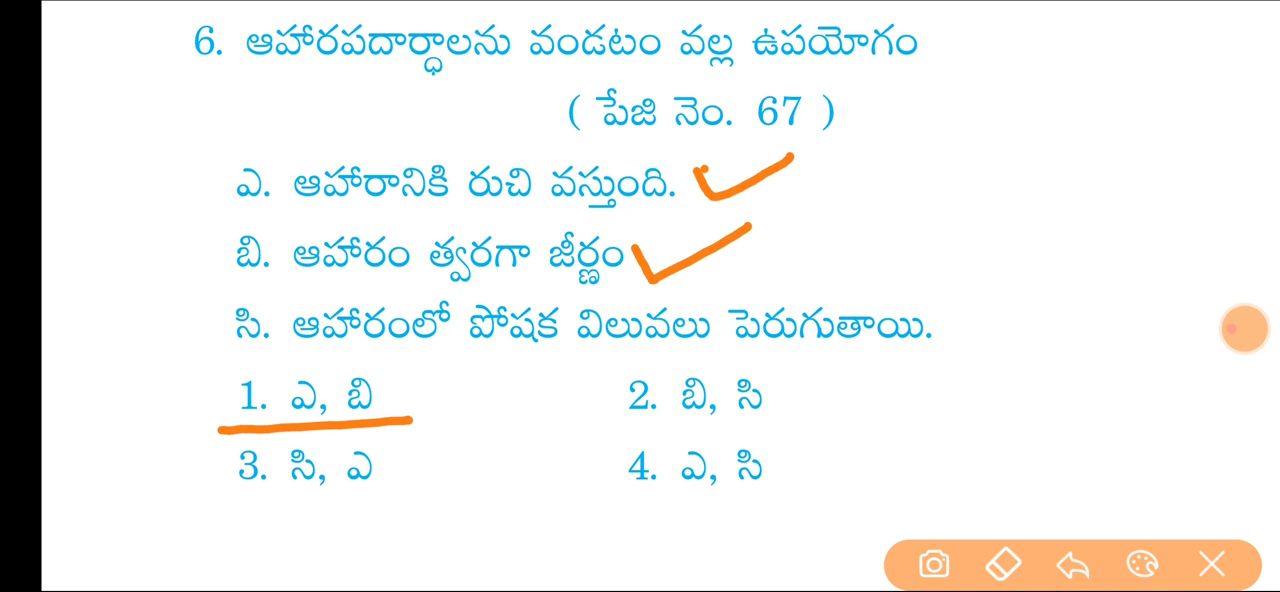 6. ఆహారపదార్ధాలను వండటం వల్ల ఉపయోగం
( పేజి నెం. 67 )
ఎ. ఆహారానికి రుచి వస్తుంది.
బి. ఆహారం త్వరగా జీర్ణం
సి. ఆహారంలో పోషక విలువలు పెరుగుతాయి.
1. ఎ, బి 2. బి, సి
3. సి, ఎ 4. ఎ, సి